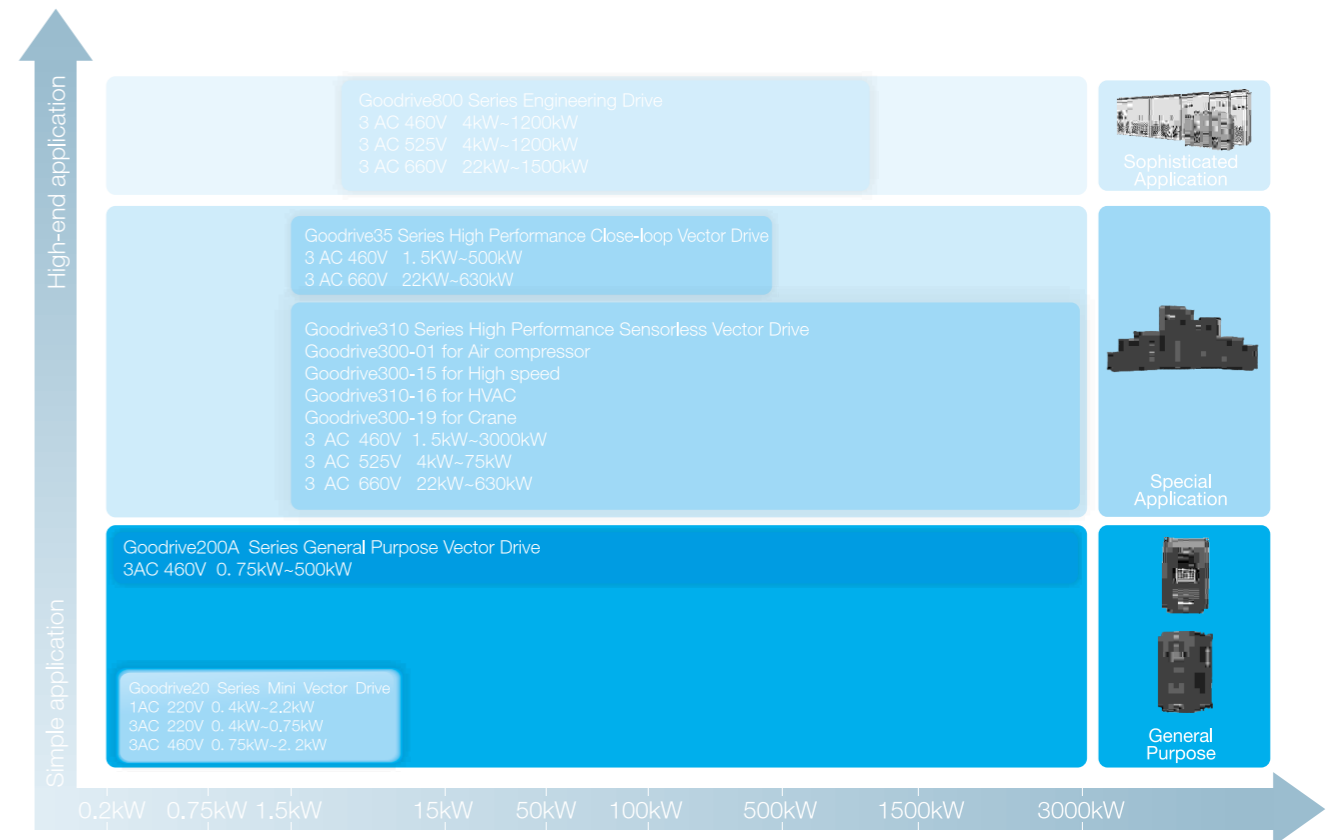 High-end application
Simple application
Goodrive800 Series Engineering Drive
3 AC 460V 4kW~1200kW
3 AC 525V 4kW~1200kW
3 AC 660V 22kW~1500kW
Sophisticated
Application
Goodrive35 Series High Performance Close-loop Vector Drive
3 AC 460V 1. 5KW~500kW
3 AC 660V 22KW~630kW
Goodrive310 Series High Performance Sensorless Vector Drive
Goodrive300-01 for Air compressor
Goodrive300-15 for High speed
Goodrive310-16 for HVAC
Goodrive300-19 for Crane
3 AC 460V 1. 5kW~3000kW
3 AC 525V 4kW~75kW
3 AC 660V 22kW~630kW
Special
Application
Goodrive200A Series General Purpose Vector Drive
3AC 460V 0. 75kW~500kW
Goodrive20 Series Mini Vector Drive
1AC 220V 0. 4kW~2.2kW
3AC 220V 0. 4kW~0.75kW
3AC 460V 0. 75kW~2. 2kW
General
Purpose
0.2kW 0.75kW 1.5kW 15kW 50kW 100kW 500kW 1500kW 3000kW